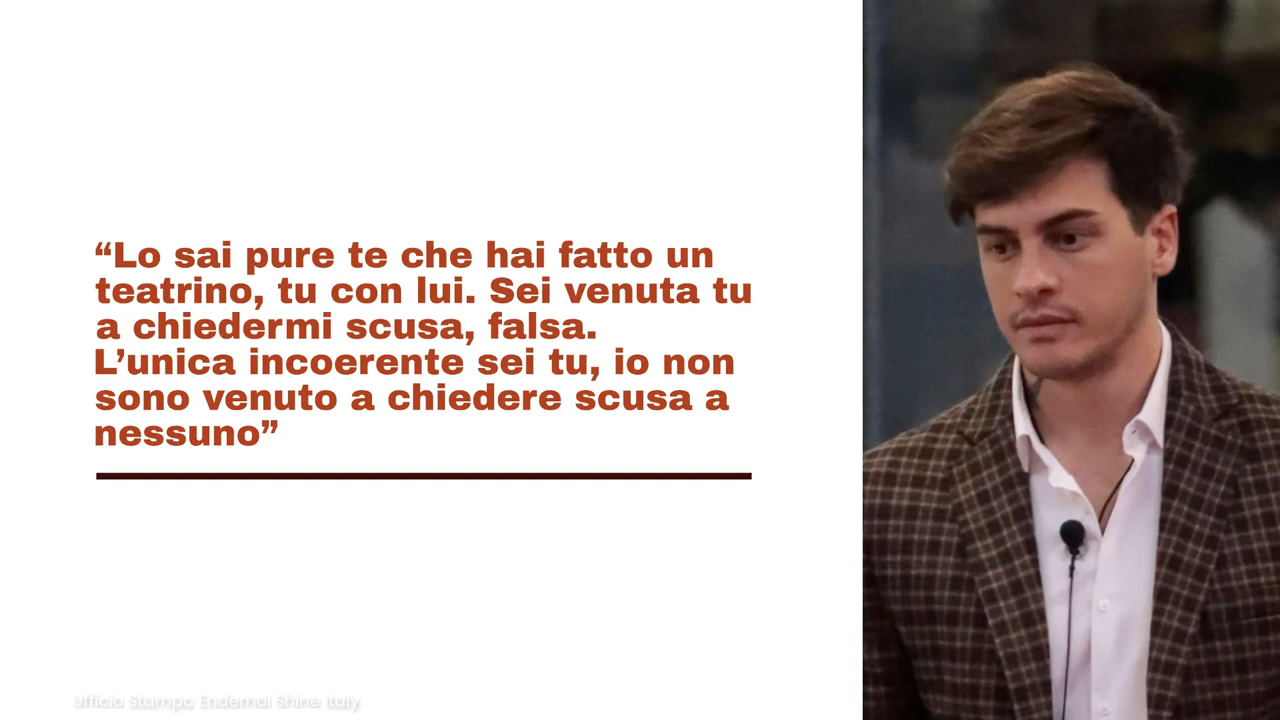 “Lo sai pure te che hai fatto un
teatrino, tu con lui. Sei venuta tu
a chiedermi scusa, falsa.
L’unica incoerente sei tu, io non
sono venuto a chiedere scusa a
nessuno”
Ufficio Stampa Endemol Shine Italy